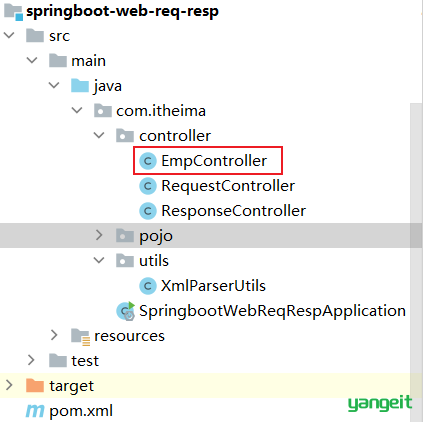 springboot-web-req-resp
src
main
java
com.itheima
controller
EmpController
RequestController
ResponseController
pojo
utils
XmlParserUtils
SpringbootWebReqRespApplication
resources
test
target
pom.xml
yangeit